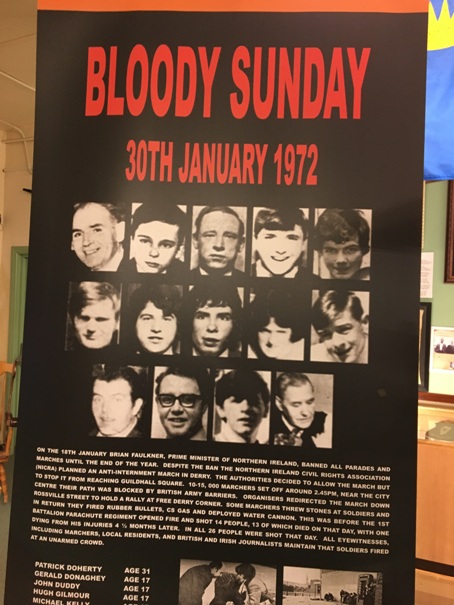 BLOODY SUNDAY
30TH JANUARY 1972
ON THE 18TH JANUARY BRIAN FAULKNER, PRIME MINISTER OF NORTHERN IRELAND, BANNED ALL PARADES AND
MARCHES UNTIL THE END OF THE YEAR. DESPITE THE BAN THE NORTHERN IRELAND CIVIL RIGHTS ASSOCIATION
(NICRA) PLANNED AN ANTI-INTERNMENT MARCH IN DERRY. THE AUTHORITIES DECIDED TO ALLOW THE MARCH BUT
TO STOP IT FROM REACHING GUILDHALL SQUARE. 10-15, 000 MARCHERS SET OFF AROUND 2.45PM, NEAR THE CITY
CENTRE THEIR PATH WAS BLOCKED BY BRITISH ARMY BARRIERS. ORGANISERS REDIRECTED THE MARCH DOWN
ROSSVILLE STREET TO HOLD A RALLY AT FREE DERRY CORNER. SOME MARCHERS THREW STONES AT SOLDIERS AND
IN RETURN THEY FIRED RUBBER BULLETS, CS GAS AND DEPLOYED WATER CANNON. THIS WAS BEFORE THE 1ST
BATTALION PARACHUTE REGIMENT OPENED FIRE AND SHOT 14 PEOPLE, 13 OF WHICH DIED ON THAT DAY, WITH ONE
DYING FROM HIS INJURIES 4 ½ MONTHS LATER. IN ALL 26 PEOPLE WERE SHOT THAT DAY. ALL EYEWITNESSES,
INCLUDING MARCHERS, LOCAL RESIDENTS, AND BRITISH AND IRISH JOURNALISTS MAINTAIN THAT SOLDIERS FIRED
AT AN UNARMED CROWD.
PATRICK DOHERTY AGE 31
GERALD DONAGHEY AGE 17
JOHN DUDDY AGE 17
HUGH GILMOUR AGE 17
MICHAEL KELLY